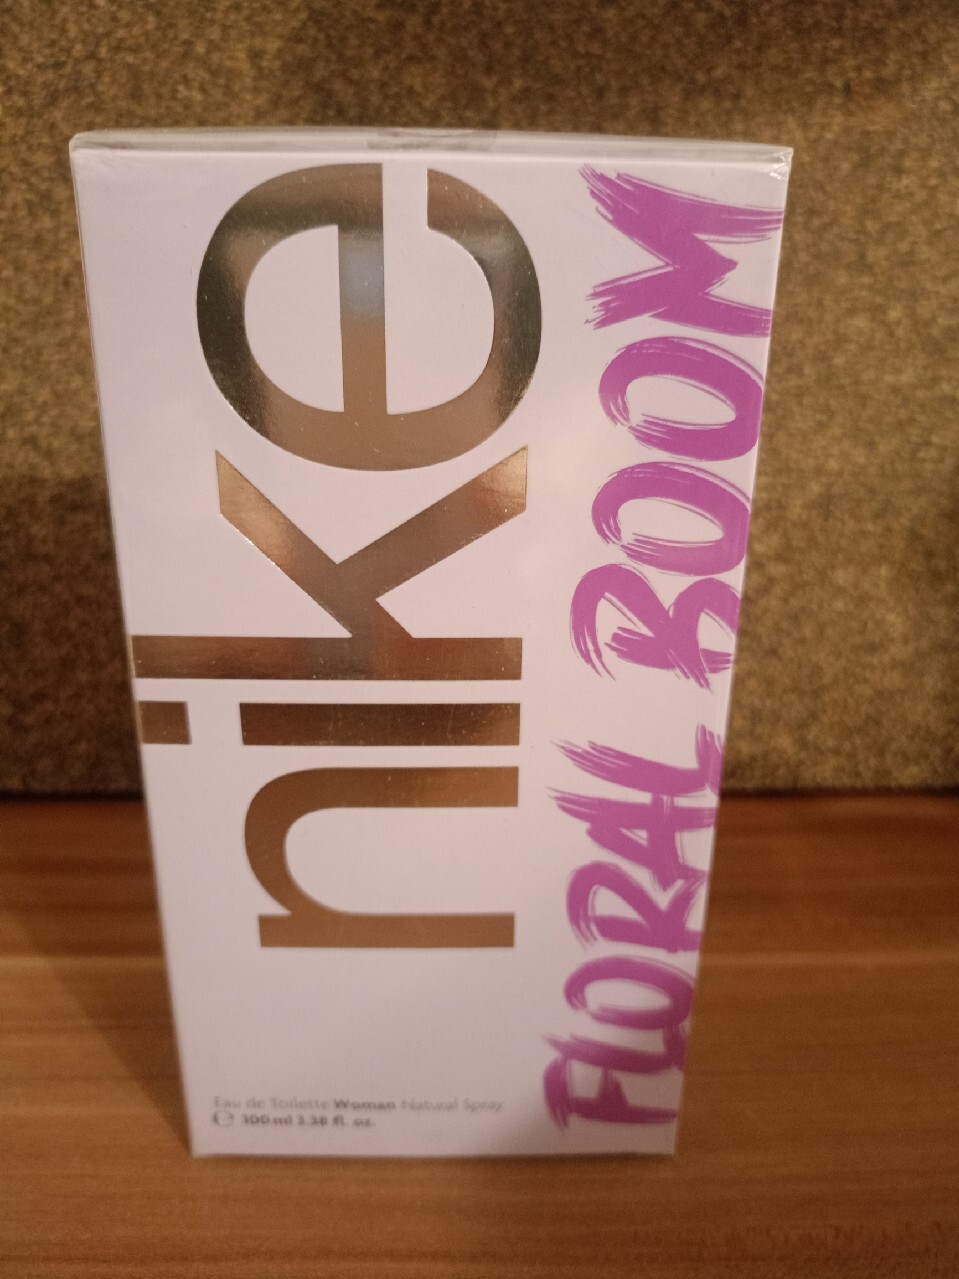 nike
FLORAL BOOM
Eau de Toilette Woman Natural Spray
℮ 100 ml 3.38 fl. oz.